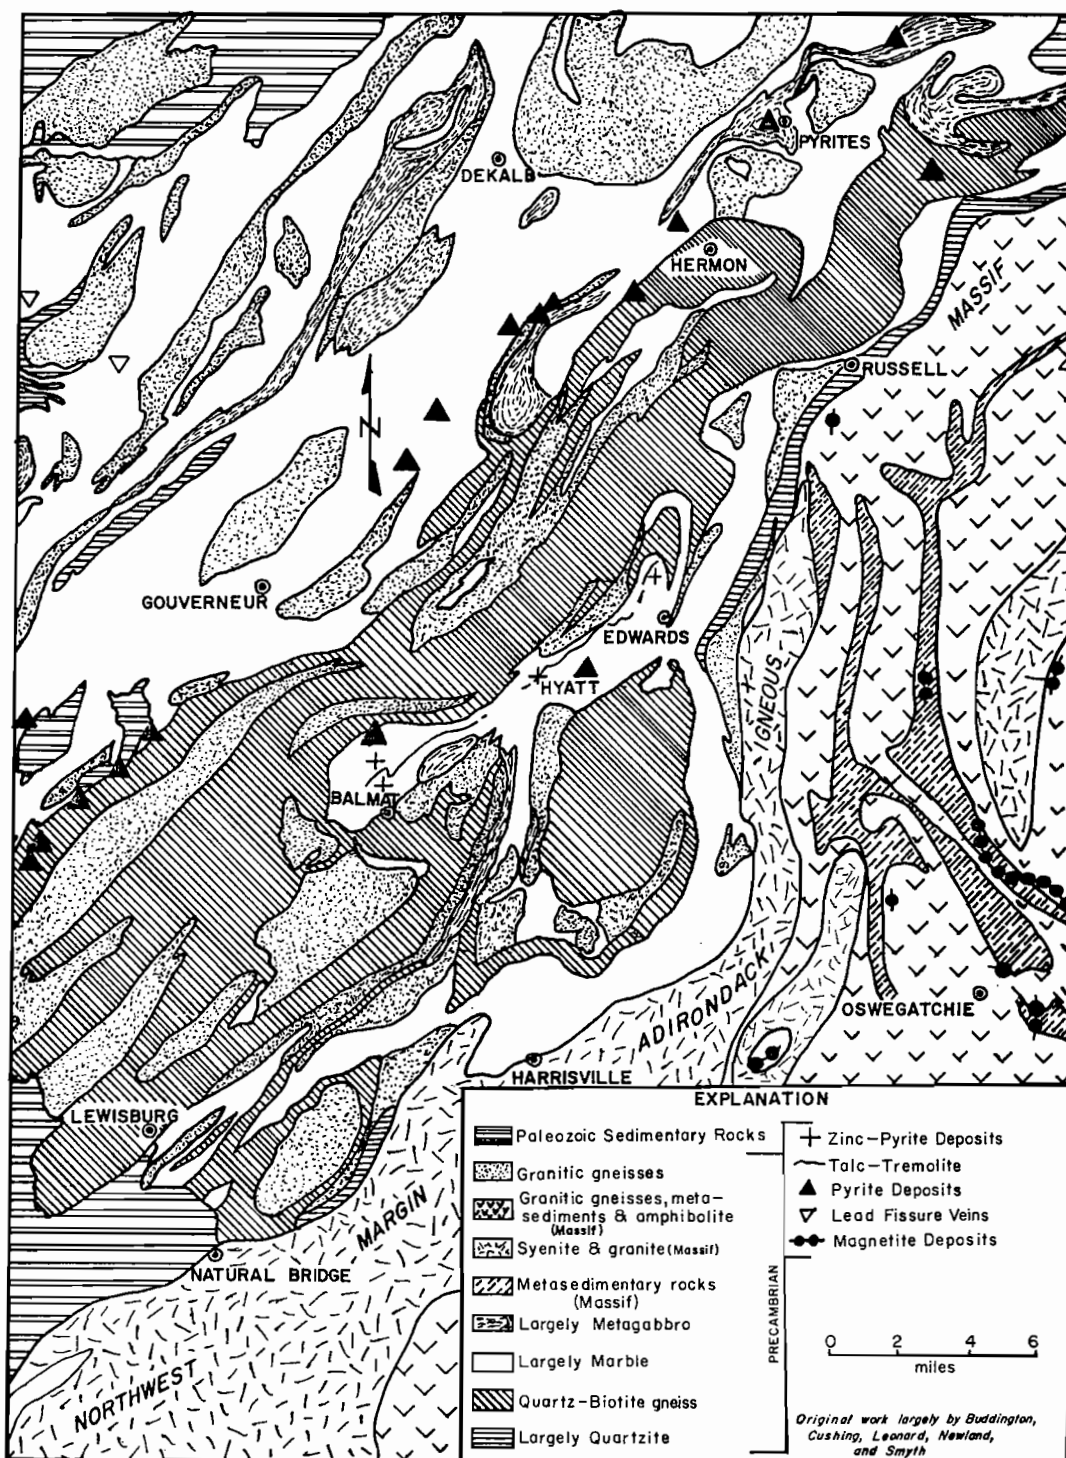 PYRITES
DEKALB
HERMON
MASSIF
RUSSELL
N
GOUVERNEUR
EDWARDS
HYATT
IGNEOUS
BALMAT
ADIRONDACK
OSWEGATCHIE
HARRISVILLE
LEWISBURG
MARGIN
NATURAL BRIDGE
NORTHWEST
EXPLANATION
Paleozoic Sedimentary Rocks
Granitic gneisses
Granitic gneisses, meta-
sediments & amphibolite
(Massif)
Syenite & granite (Massif)
Metasedimentary rocks
(Massif)
Largely Metagabbro
Largely Marble
Quartz-Biotite gneiss
Largely Quartzite
PRECAMBRIAN
Zinc-Pyrite Deposits
Talc-Tremolite
Pyrite Deposits
Lead Fissure Veins
Magnetite Deposits
0 2 4 6
miles
Original work largely by Buddington,
Cushing, Leonard, Newland,
and Smyth